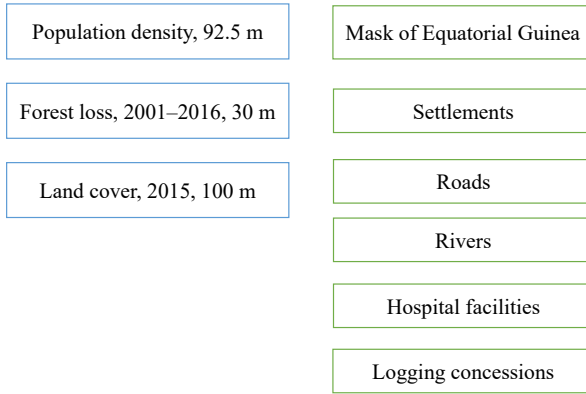 Population density, 92.5 m
Forest loss, 2001–2016, 30 m
Land cover, 2015, 100 m
Mask of Equatorial Guinea
Settlements
Roads
Rivers
Hospital facilities
Logging concessions